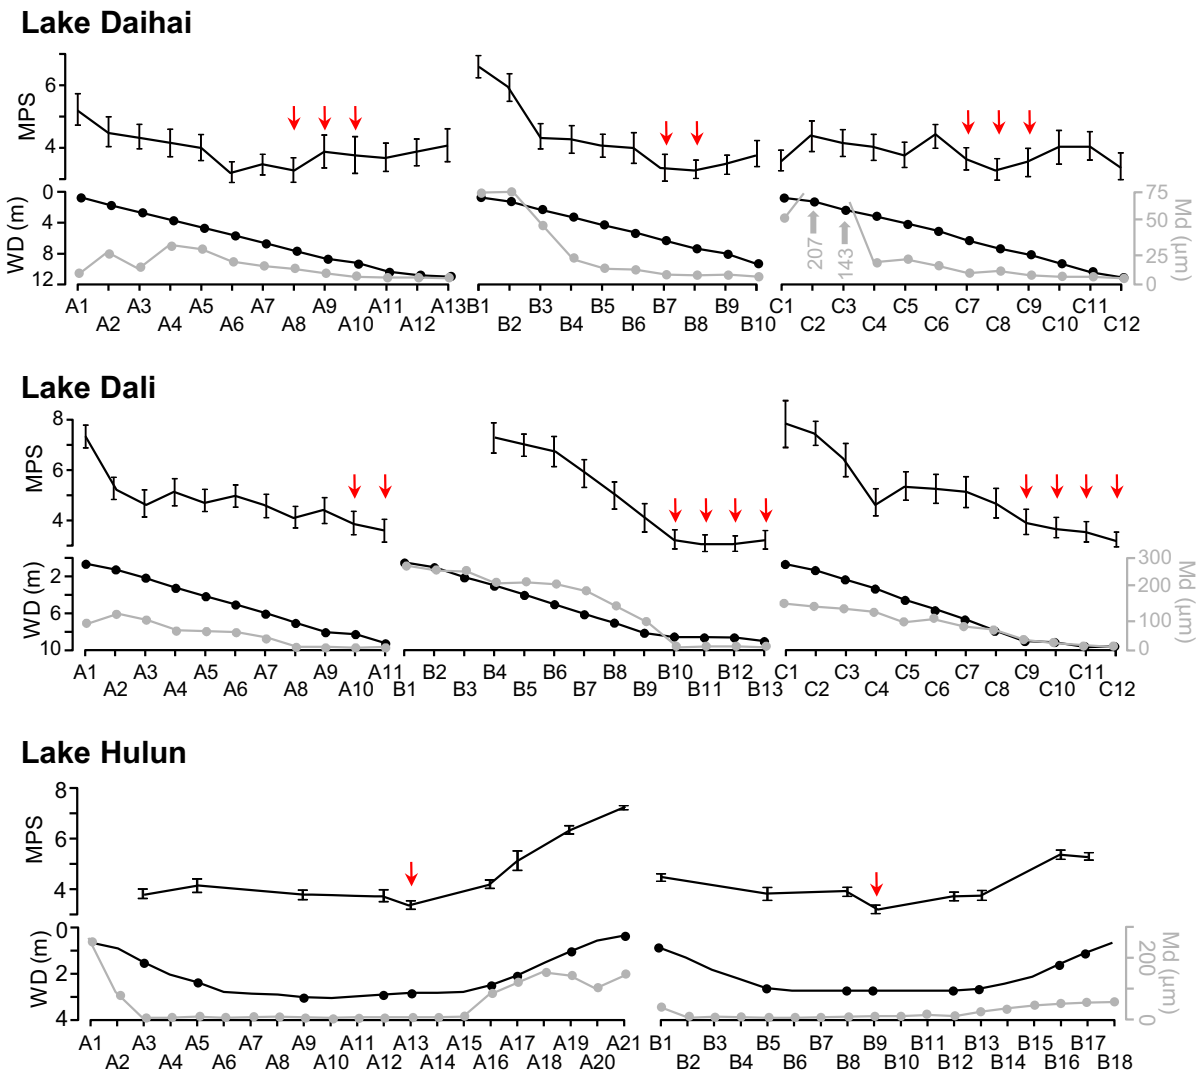 Lake Daihai
MPS
6
4
WD (m)
0
4
8
12
207
143
75
50
25
0
Md (μm)
A1 A3 A5 A7 A9 A11 A13 B1 B3 B5 B7 B9 C1 C3 C5 C7 C9 C11
A2 A4 A6 A8 A10 A12 B2 B4 B6 B8 B10 C2 C4 C6 C8 C10 C12
Lake Dali
MPS
8
6
4
WD (m)
2
6
10
300
200
100
0
Md (μm)
A1 A3 A5 A7 A9 A11 B2 B4 B6 B8 B10 B12 C1 C3 C5 C7 C9 C11
A2 A4 A6 A8 A10 B1 B3 B5 B7 B9 B11 B13 C2 C4 C6 C8 C10 C12
Lake Hulun
MPS
8
6
4
WD (m)
0
2
4
200
0
Md (μm)
A1 A3 A5 A7 A9 A11 A13 A15 A17 A19 A21 B1 B3 B5 B7 B9 B11 B13 B15 B17
A2 A4 A6 A8 A10 A12 A14 A16 A18 A20 B2 B4 B6 B8 B10 B12 B14 B16 B18